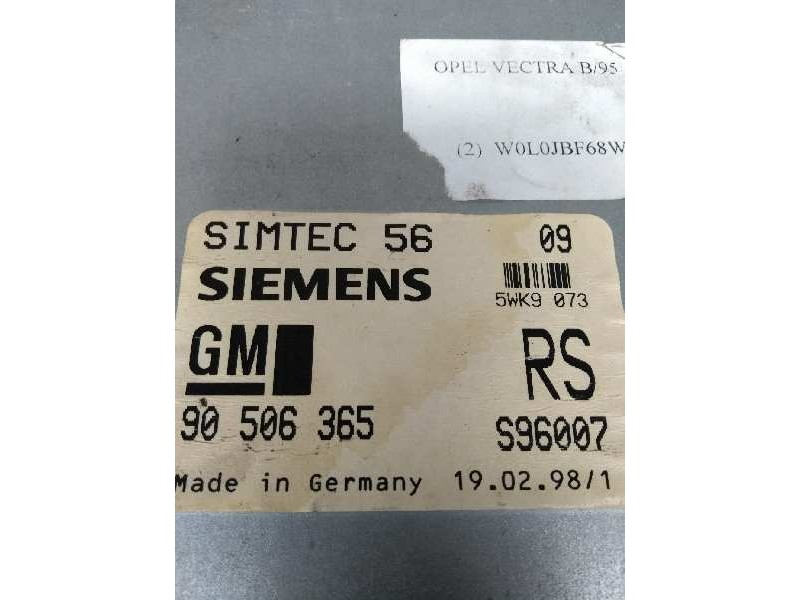 OPEL VECTRA B/95
(2) W0L0JBF68W
SIMTEC 56 09
SIEMENS
5WK9 073
GM
RS
90 506 365
S96007
Made in Germany 19.02.98/1